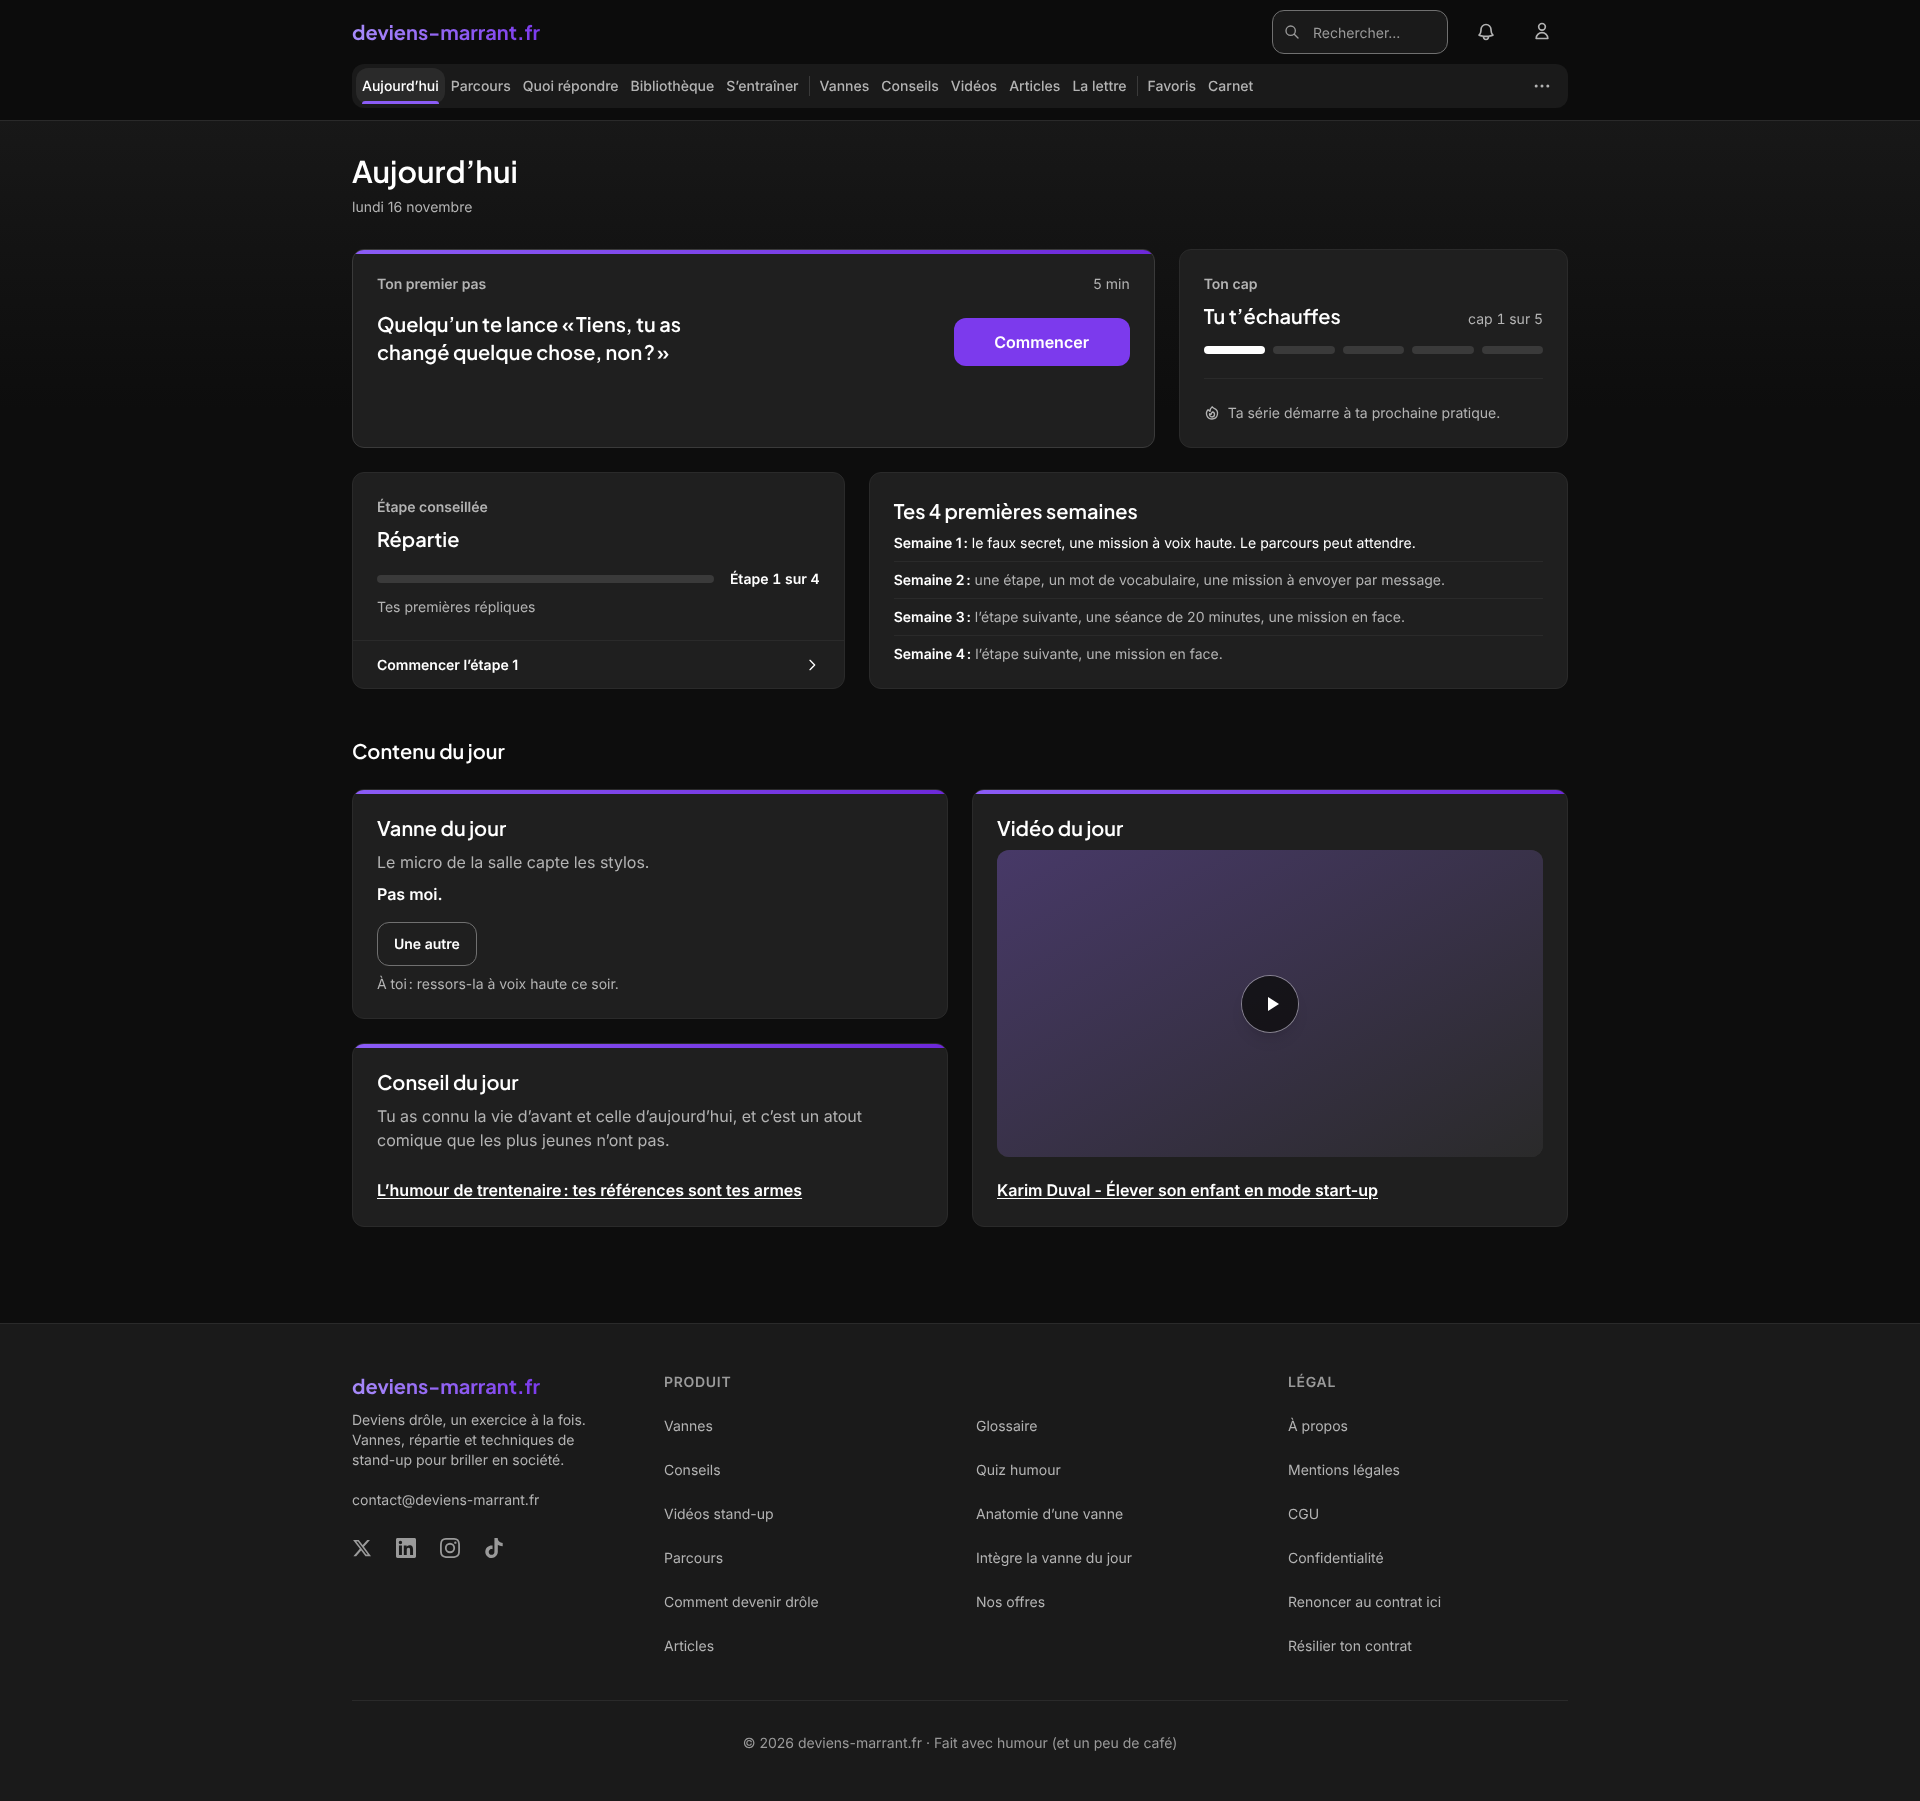 deviens-marrant.fr
Rechercher...
Aujourd’hui Parcours Quoi répondre Bibliothèque S’entraîner Vannes Conseils Vidéos Articles La lettre Favoris Carnet
Aujourd’hui
lundi 16 novembre
Ton premier pas
5 min
Quelqu’un te lance « Tiens, tu as
changé quelque chose, non ? »
Commencer
Ton cap
Tu t’échauffes
cap 1 sur 5
Ta série démarre à ta prochaine pratique.
Étape conseillée
Répartie
Étape 1 sur 4
Tes premières répliques
Commencer l’étape 1
Tes 4 premières semaines
Semaine 1 : le faux secret, une mission à voix haute. Le parcours peut attendre.
Semaine 2 : une étape, un mot de vocabulaire, une mission à envoyer par message.
Semaine 3 : l’étape suivante, une séance de 20 minutes, une mission en face.
Semaine 4 : l’étape suivante, une mission en face.
Contenu du jour
Vanne du jour
Le micro de la salle capte les stylos.
Pas moi.
Une autre
À toi : ressors-la à voix haute ce soir.
Conseil du jour
Tu as connu la vie d’avant et celle d’aujourd’hui, et c’est un atout
comique que les plus jeunes n’ont pas.
L’humour de trentenaire : tes références sont tes armes
Vidéo du jour
Karim Duval - Élever son enfant en mode start-up
deviens-marrant.fr
Deviens drôle, un exercice à la fois.
Vannes, répartie et techniques de
stand-up pour briller en société.
contact@deviens-marrant.fr
PRODUIT
Vannes
Conseils
Vidéos stand-up
Parcours
Comment devenir drôle
Articles
Glossaire
Quiz humour
Anatomie d’une vanne
Intègre la vanne du jour
Nos offres
LÉGAL
À propos
Mentions légales
CGU
Confidentialité
Renoncer au contrat ici
Résilier ton contrat
© 2026 deviens-marrant.fr · Fait avec humour (et un peu de café)